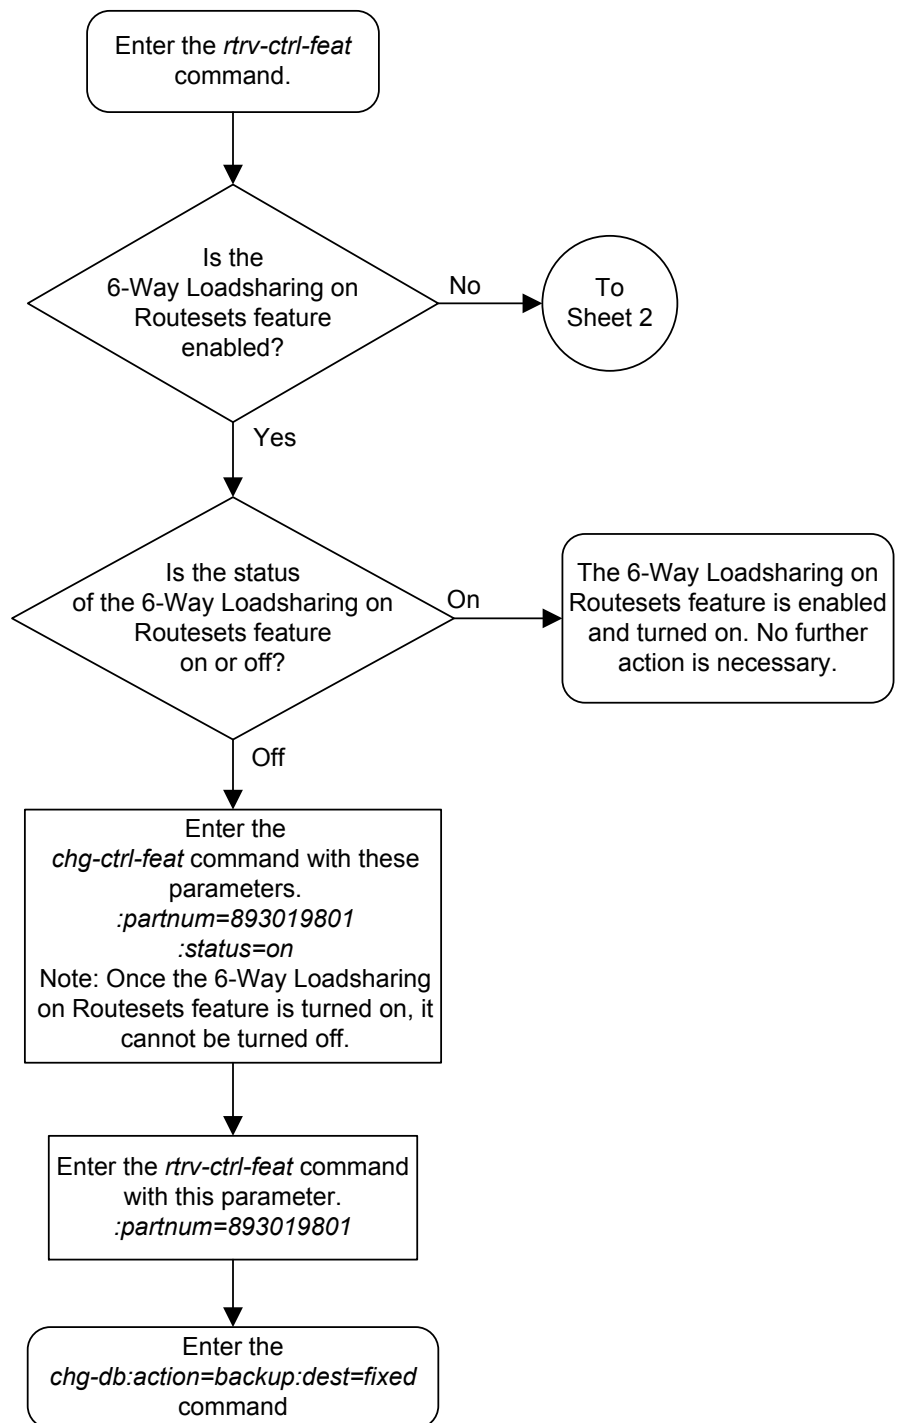 Enter the rtrv-ctrl-feat
command.
Is the
6-Way Loadsharing on
Routesets feature
enabled?
No
To
Sheet 2
Yes
Is the status
of the 6-Way Loadsharing on
Routesets feature
on or off?
On
The 6-Way Loadsharing on
Routesets feature is enabled
and turned on. No further
action is necessary.
Off
Enter the
chg-ctrl-feat command with these
parameters.
:partnum=893019801
:status=on
Note: Once the 6-Way Loadsharing
on Routesets feature is turned on, it
cannot be turned off.
Enter the rtrv-ctrl-feat command
with this parameter.
:partnum=893019801
Enter the
chg-db:action=backup:dest=fixed
command